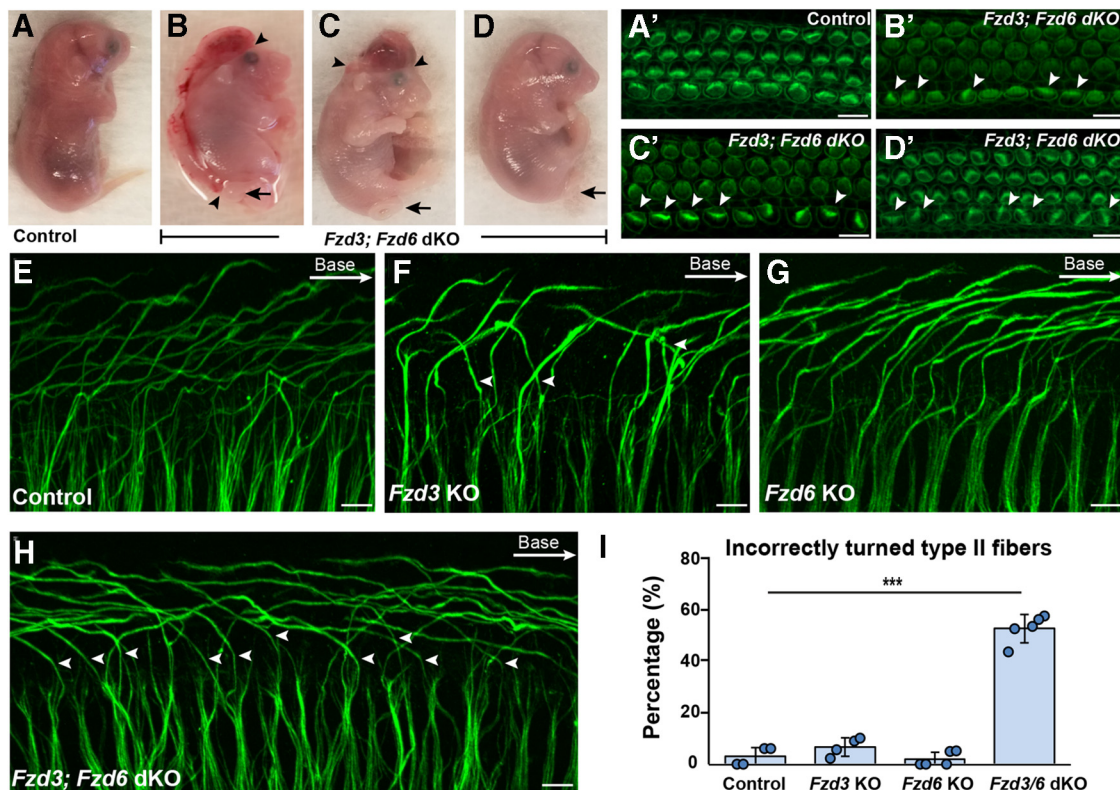 A
B
C
D
Control
Fzd3; Fzd6 dKO
A'
Control
B'
Fzd3; Fzd6 dKO
C'
Fzd3; Fzd6 dKO
D'
Fzd3; Fzd6 dKO
E
Base
Control
F
Base
Fzd3 KO
G
Base
Fzd6 KO
H
Base
Fzd3; Fzd6 dKO
I
Incorrectly turned type II fibers
Percentage (%)
80
60
40
20
0
***
Control
Fzd3 KO
Fzd6 KO
Fzd3/6 dKO